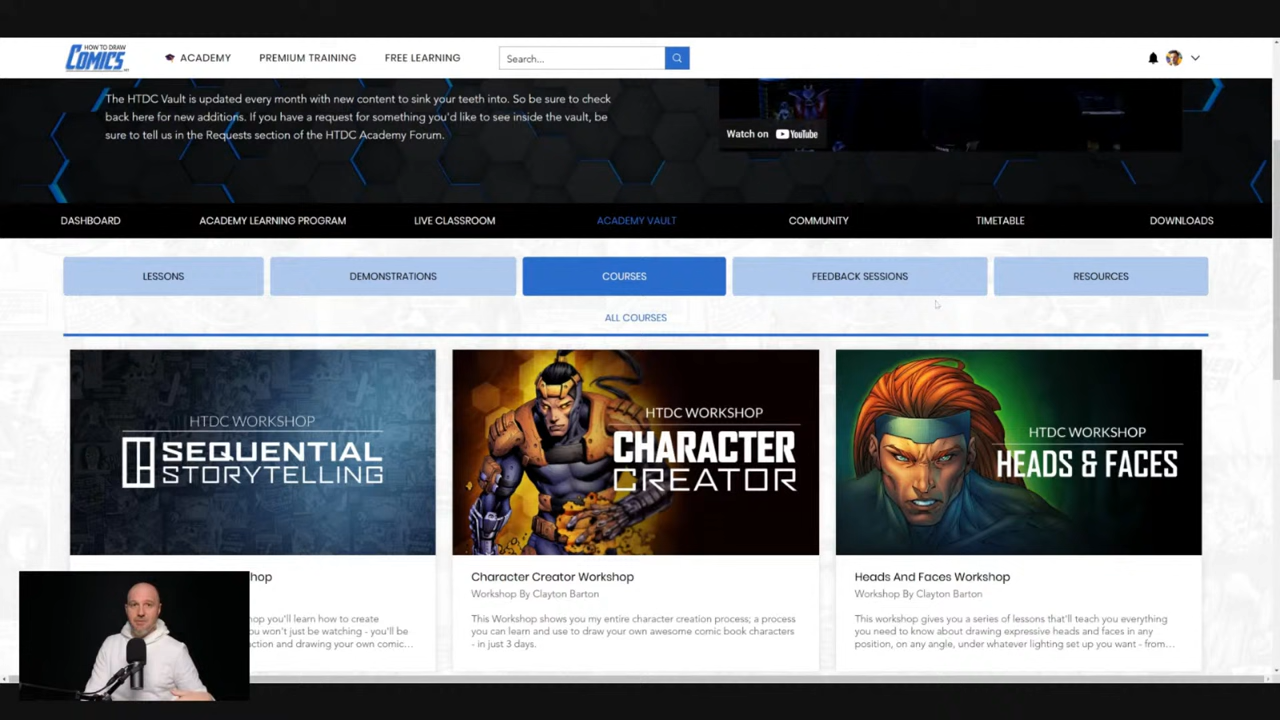 HOW TO DRAW
COMICS
ACADEMY
PREMIUM TRAINING
FREE LEARNING
Search...
The HTDC Vault is updated every month with new content to sink your teeth into. So be sure to check
back here for new additions. If you have a request for something you'd like to see inside the vault, be
sure to tell us in the Requests section of the HTDC Academy Forum.
Watch on YouTube
DASHBOARD
ACADEMY LEARNING PROGRAM
LIVE CLASSROOM
ACADEMY VAULT
COMMUNITY
TIMETABLE
DOWNLOADS
LESSONS
DEMONSTRATIONS
COURSES
FEEDBACK SESSIONS
RESOURCES
ALL COURSES
HTDC WORKSHOP
SEQUENTIAL
STORYTELLING
HTDC WORKSHOP
CHARACTER
CREATOR
HTDC WORKSHOP
HEADS & FACES
hop
op you'll learn how to create
ou won't just be watching - you'll be
ction and drawing your own comic...
Character Creator Workshop
Workshop By Clayton Barton
This Workshop shows you my entire character creation process; a process
you can learn and use to draw your own awesome comic book characters
- in just 3 days.
Heads And Faces Workshop
Workshop By Clayton Barton
This workshop gives you a series of lessons that'll teach you everything
you need to know about drawing expressive heads and faces in any
position, on any angle, under whatever lighting set up you want - from...